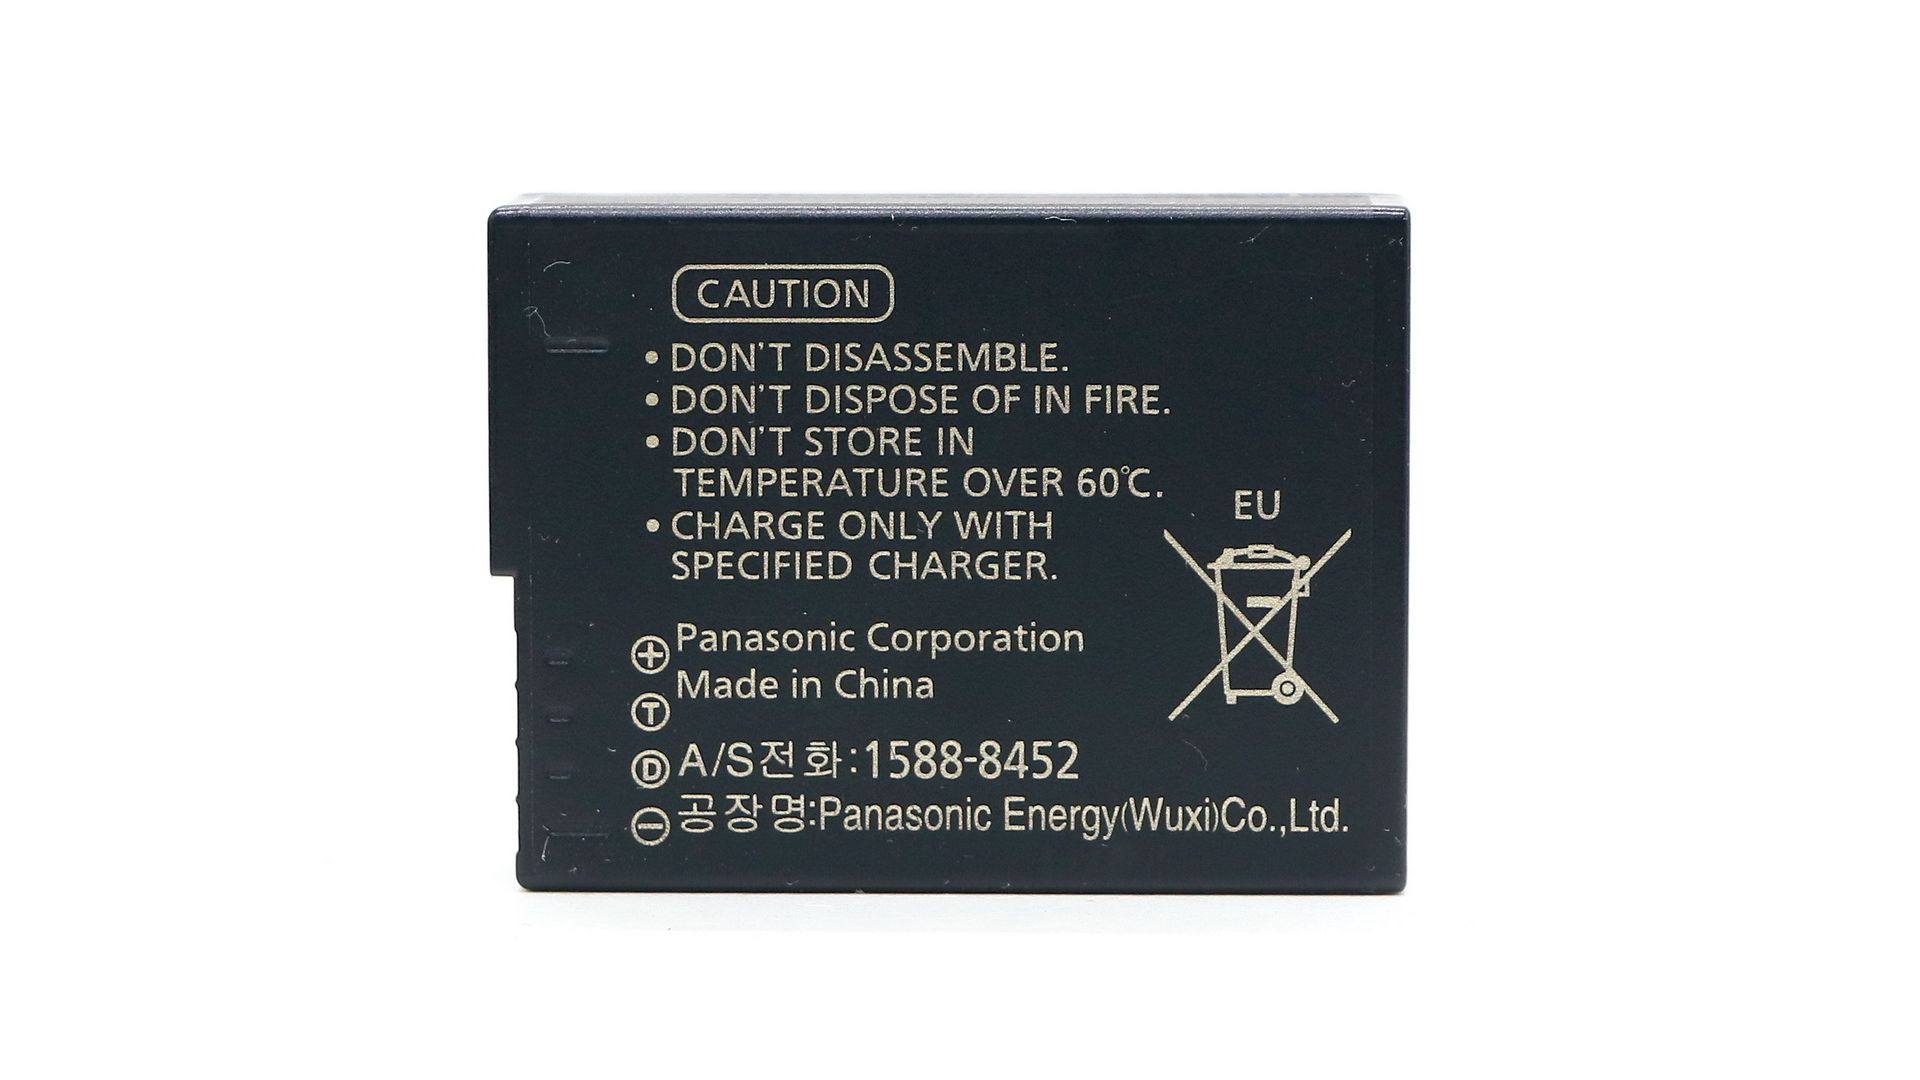 CAUTION
• DON'T DISASSEMBLE.
• DON'T DISPOSE OF IN FIRE.
• DON'T STORE IN
TEMPERATURE OVER 60℃.
• CHARGE ONLY WITH
SPECIFIED CHARGER.
EU
Panasonic Corporation
Made in China
+
T
D
−
A/S전화:1588-8452
공장명:Panasonic Energy(Wuxi)Co.,Ltd.